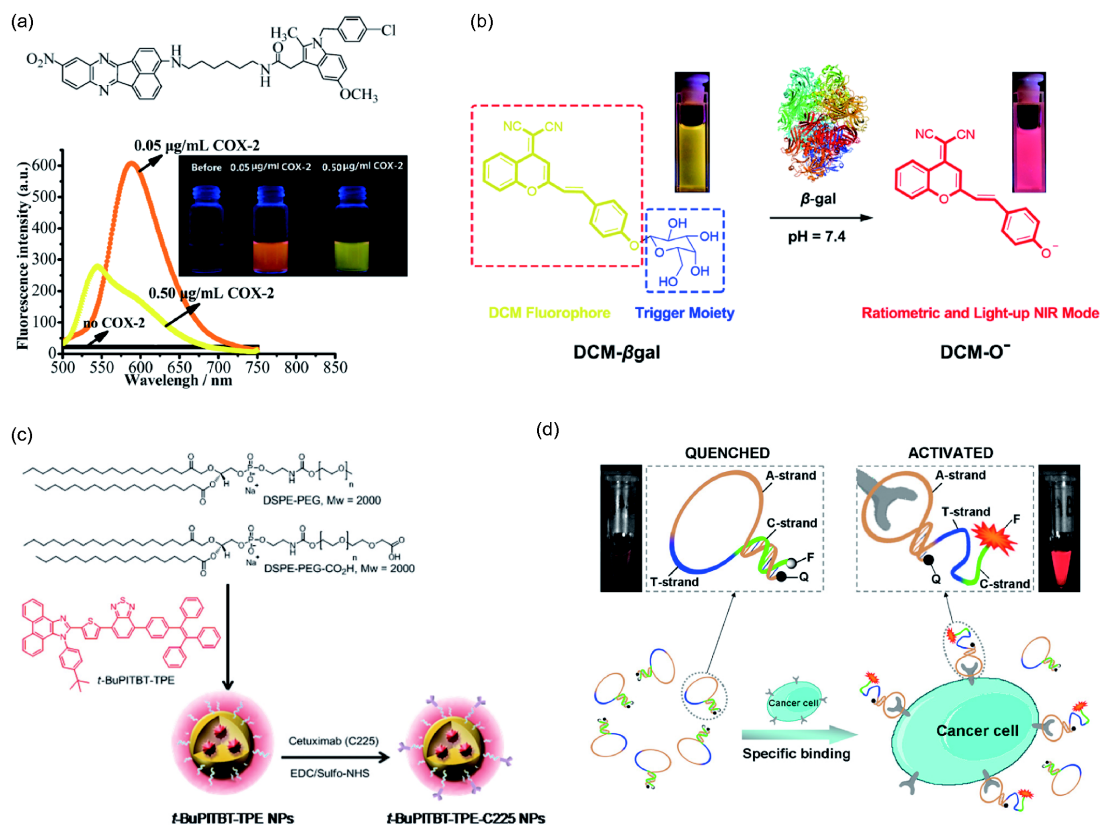 (a)
NO₂
N
N
H
N
N
H
O
H₃C
N
Cl
OCH₃
Fluorescence intensity (a.u.)
600
500
400
300
200
100
0
0.05 µg/mL COX-2
Before 0.05 µg/ml COX-2 0.50 µg/mL COX-2
0.50 µg/mL COX-2
no COX-2
500 550 600 650 700 750 800 850
Wavelengh / nm
(b)
NC CN
O
O
OH
OH
O
HO
OH
DCM Fluorophore
Trigger Moiety
DCM-βgal
β-gal
pH = 7.4
NC CN
O
O⁻
Ratiometric and Light-up NIR Mode
DCM-O⁻
(c)
DSPE-PEG, Mw = 2000
DSPE-PEG-CO₂H, Mw = 2000
t-BuPITBT-TPE
Cetuximab (C225)
EDC/Sulfo-NHS
t-BuPITBT-TPE NPs
t-BuPITBT-TPE-C225 NPs
(d)
QUENCHED
A-strand
C-strand
F
Q
T-strand
ACTIVATED
A-strand
T-strand
F
Q
C-strand
Cancer cell
Specific binding
Cancer cell